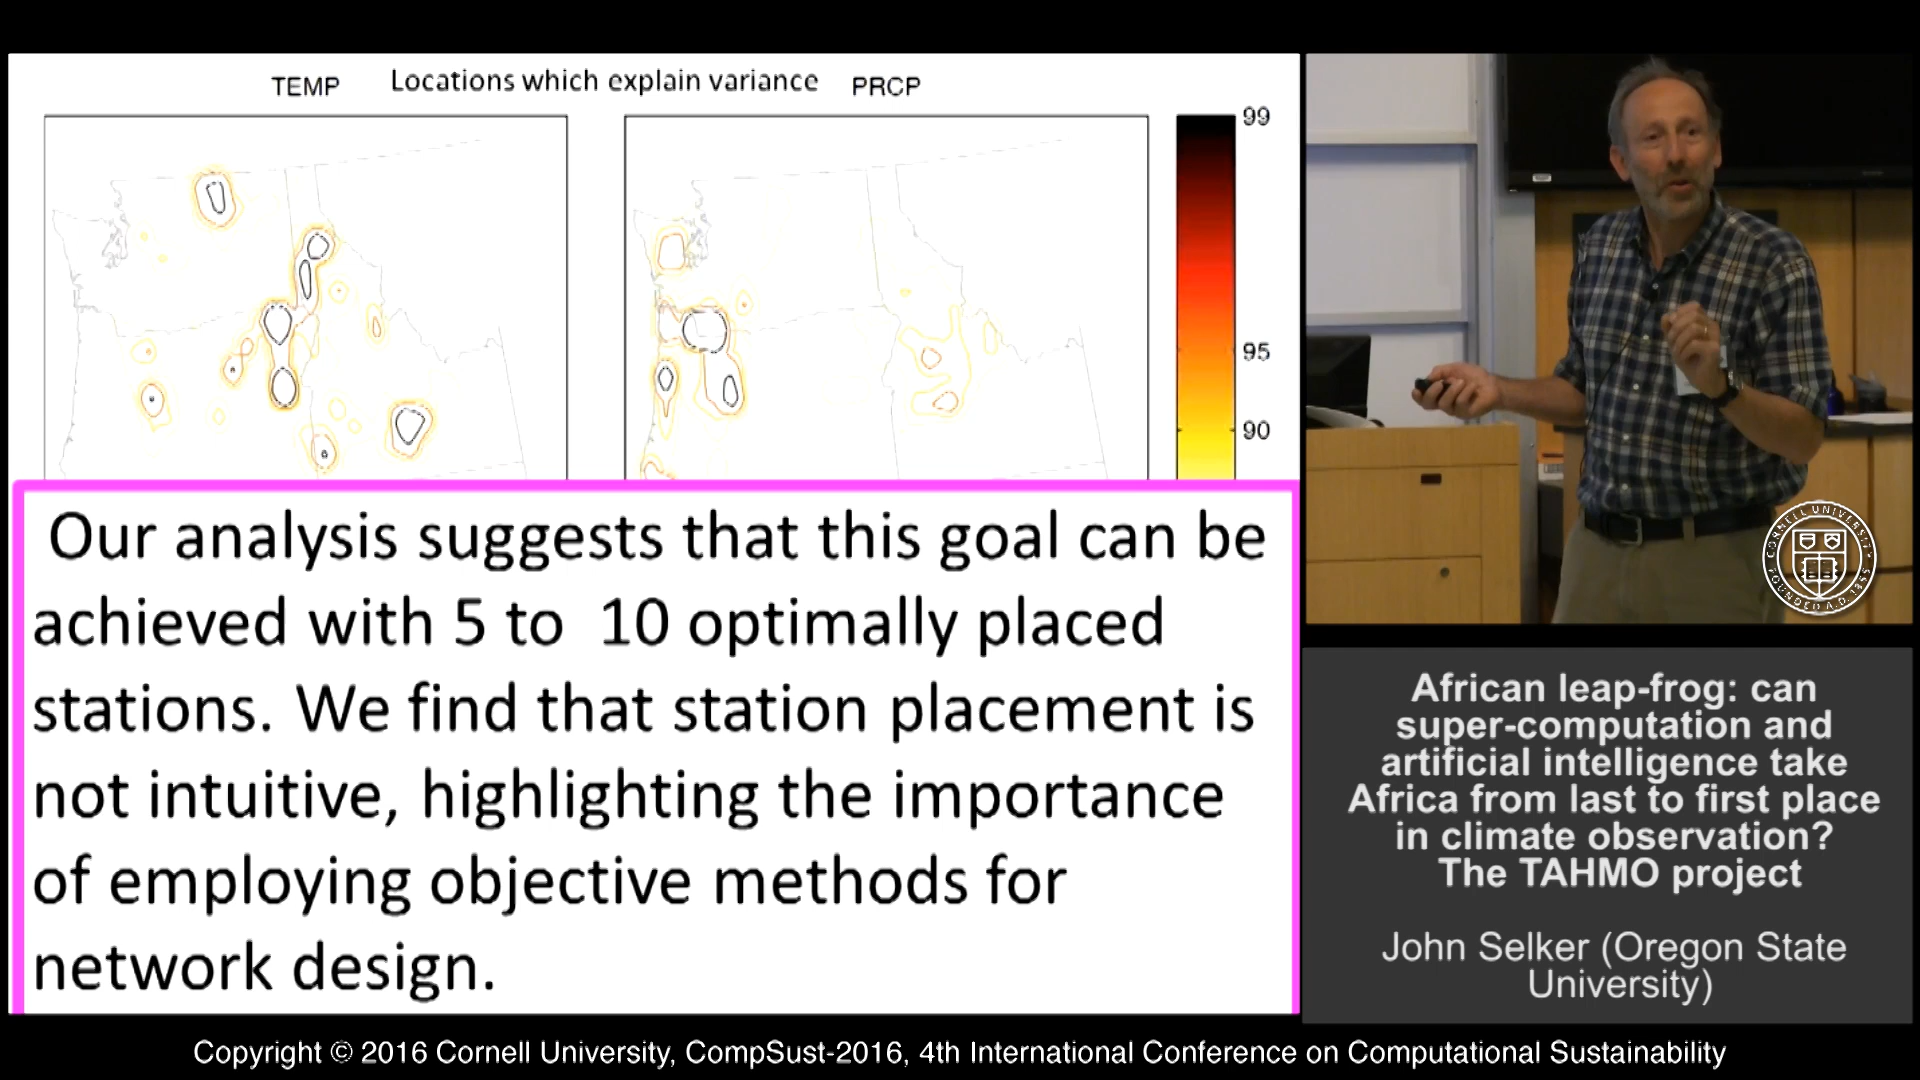 TEMP Locations which explain variance PRCP
99
95
90
Our analysis suggests that this goal can be
achieved with 5 to 10 optimally placed
stations. We find that station placement is
not intuitive, highlighting the importance
of employing objective methods for
network design.
CORNELL UNIVERSITY
FOUNDED A.D. 1865
African leap-frog: can
super-computation and
artificial intelligence take
Africa from last to first place
in climate observation?
The TAHMO project
John Selker (Oregon State
University)
Copyright © 2016 Cornell University, CompSust-2016, 4th International Conference on Computational Sustainability